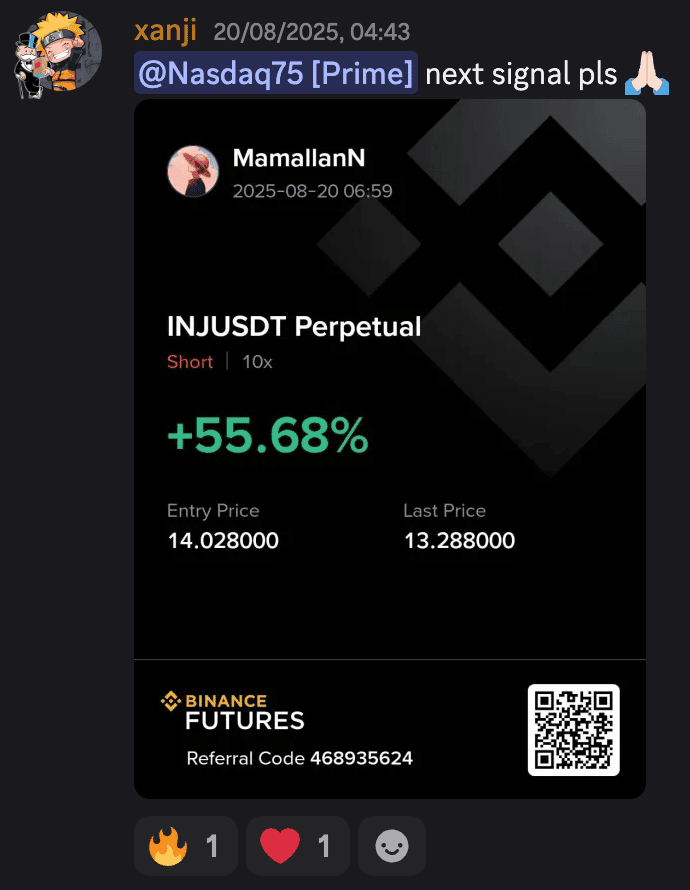 xanji 20/08/2025, 04:43
@Nasdaq75 [Prime] next signal pls 🙏🏻
MamallanN
2025-08-20 06:59
INJUSDT Perpetual
Short | 10x
+55.68%
Entry Price Last Price
14.028000 13.288000
BINANCE
FUTURES
Referral Code 468935624
🔥 1 ❤️ 1